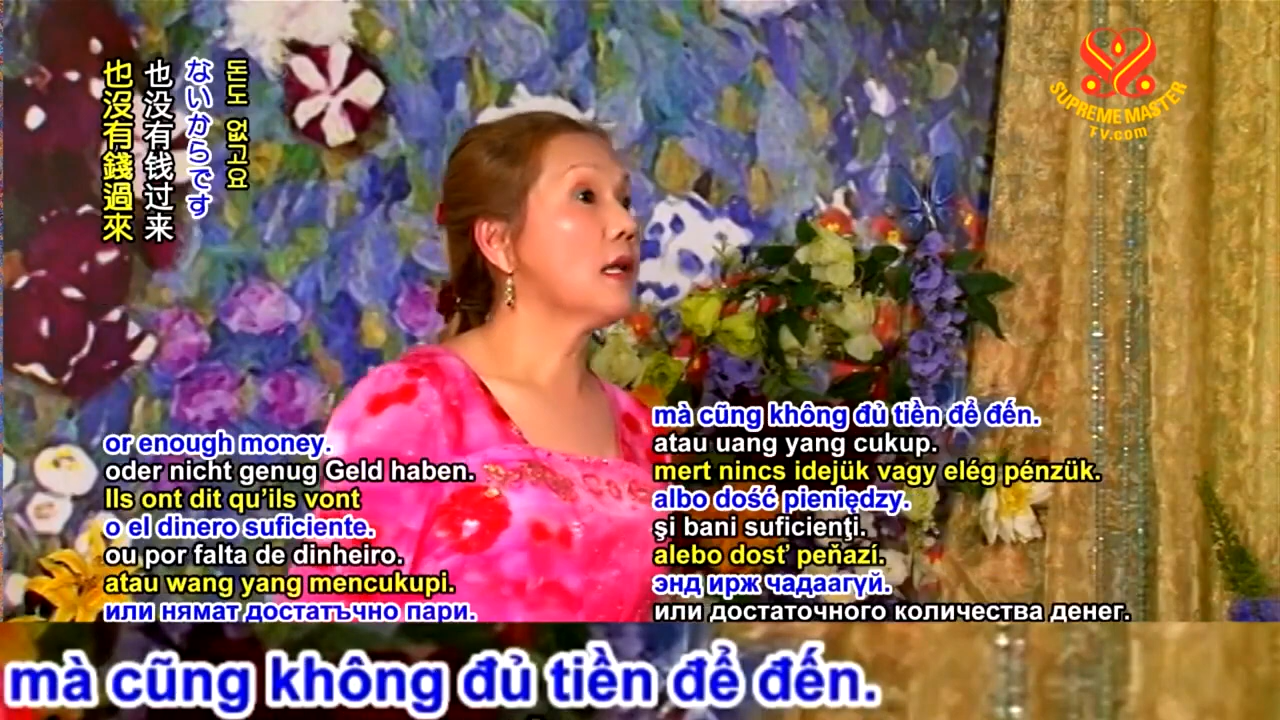 돈도 없고요
ないからです
也没有钱过来
也沒有錢過來
SUPREME MASTER
TV.com
or enough money.
oder nicht genug Geld haben.
Ils ont dit qu’ils vont
o el dinero suficiente.
ou por falta de dinheiro.
atau wang yang mencukupi.
или нямат достатъчно пари.
mà cũng không đủ tiền để đến.
atau uang yang cukup.
mert nincs idejük vagy elég pénzük.
albo dość pieniędzy.
şi bani suficienţi.
alebo dosť peňazí.
энд ирж чадаагүй.
или достаточного количества денег.
mà cũng không đủ tiền để đến.